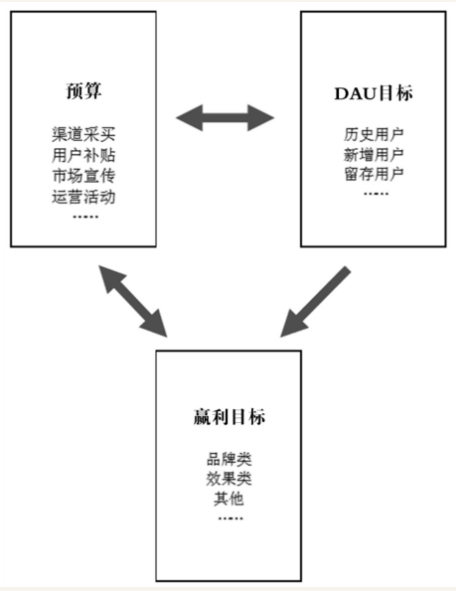 预算
渠道采买
用户补贴
市场宣传
运营活动
……
DAU目标
历史用户
新增用户
留存用户
……
赢利目标
品牌类
效果类
其他
……